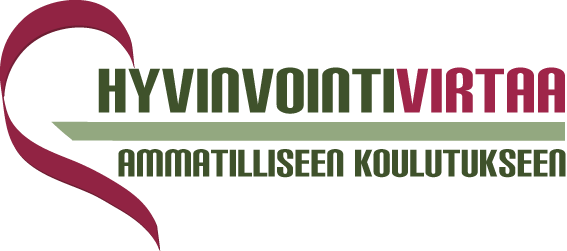 HYVINVOINTIVIRTAA
AMMATILLISEEN KOULUTUKSEEN